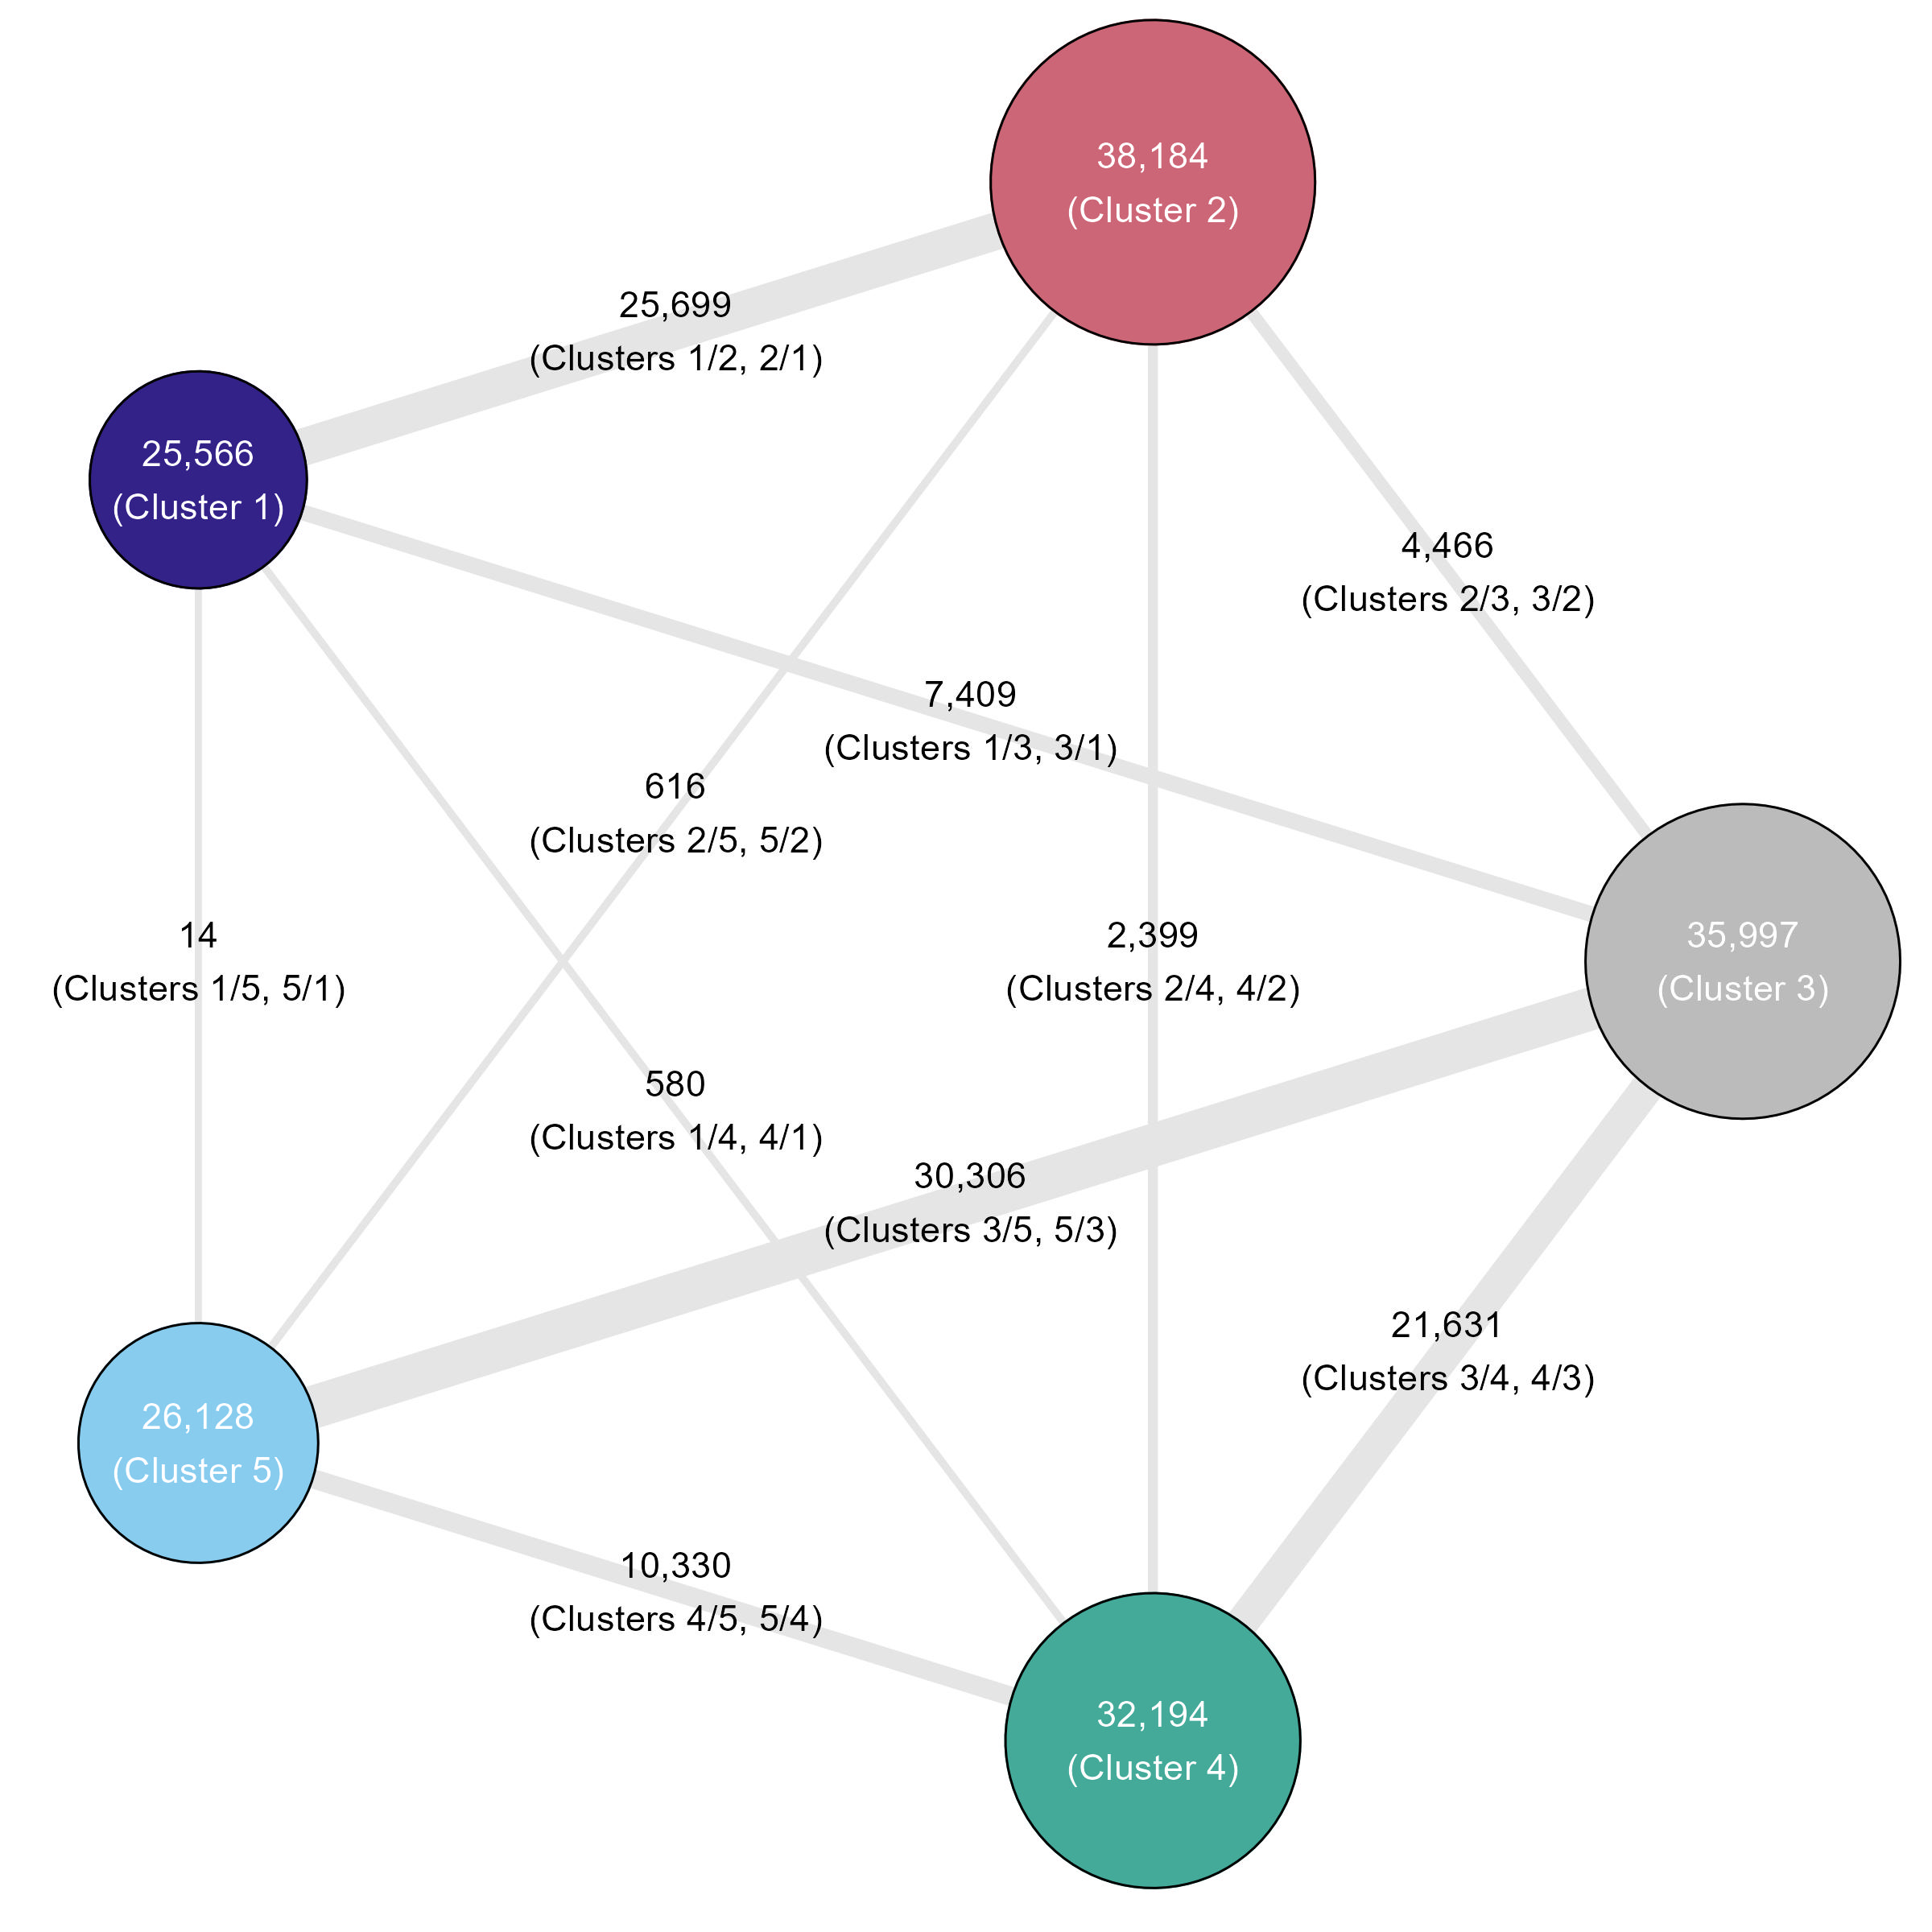 38,184
(Cluster 2)
25,699
(Clusters 1/2, 2/1)
25,566
(Cluster 1)
4,466
(Clusters 2/3, 3/2)
7,409
(Clusters 1/3, 3/1)
616
(Clusters 2/5, 5/2)
14
(Clusters 1/5, 5/1)
2,399
(Clusters 2/4, 4/2)
35,997
(Cluster 3)
580
(Clusters 1/4, 4/1)
30,306
(Clusters 3/5, 5/3)
21,631
(Clusters 3/4, 4/3)
26,128
(Cluster 5)
10,330
(Clusters 4/5, 5/4)
32,194
(Cluster 4)